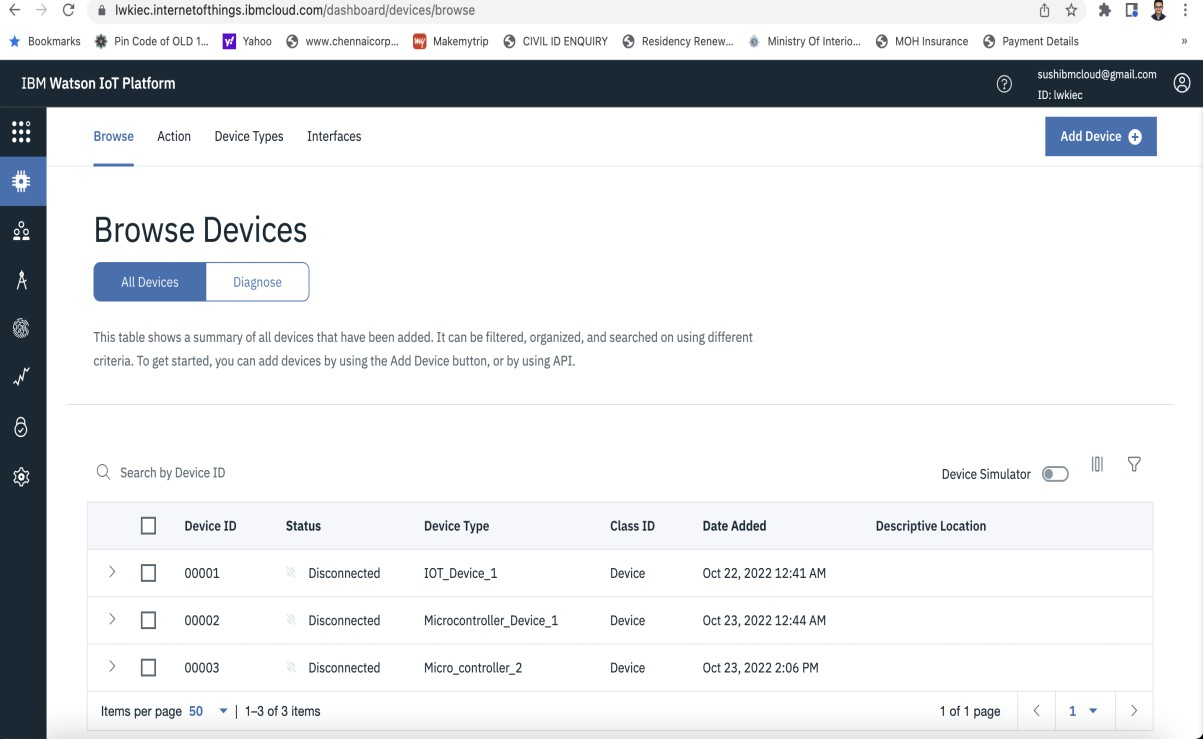 lwkiec.internetofthings.ibmcloud.com/dashboard/devices/browse
Bookmarks Pin Code of OLD 1... Yahoo www.chennaicorp... Makemytrip CIVIL ID ENQUIRY Residency Renew... Ministry Of Interio... MOH Insurance Payment Details »
IBM Watson IoT Platform
sushibmcloud@gmail.com
ID: lwkiec
Browse Action Device Types Interfaces Add Device
Browse Devices
All Devices Diagnose
This table shows a summary of all devices that have been added. It can be filtered, organized, and searched on using different
criteria. To get started, you can add devices by using the Add Device button, or by using API.
Search by Device ID Device Simulator
Device ID Status Device Type Class ID Date Added Descriptive Location
00001 Disconnected IOT_Device_1 Device Oct 22, 2022 12:41 AM
00002 Disconnected Microcontroller_Device_1 Device Oct 23, 2022 12:44 AM
00003 Disconnected Micro_controller_2 Device Oct 23, 2022 2:06 PM
Items per page 50 | 1–3 of 3 items 1 of 1 page 1